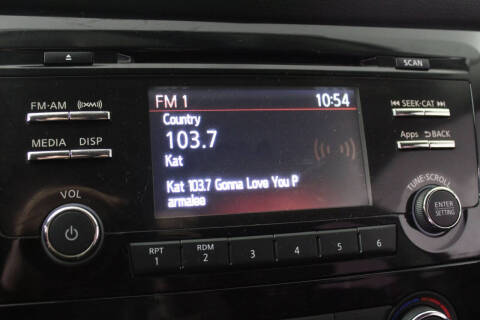 SCAN
FM 1 10:54
Country
103.7
Kat
Kat 103.7 Gonna Love You P
armalee
FM·AM ((XM))
MEDIA DISP
VOL
SEEK·CAT
Apps BACK
TUNE·SCROLL
ENTER
SETTING
RPT RDM
1 2 3 4 5 6